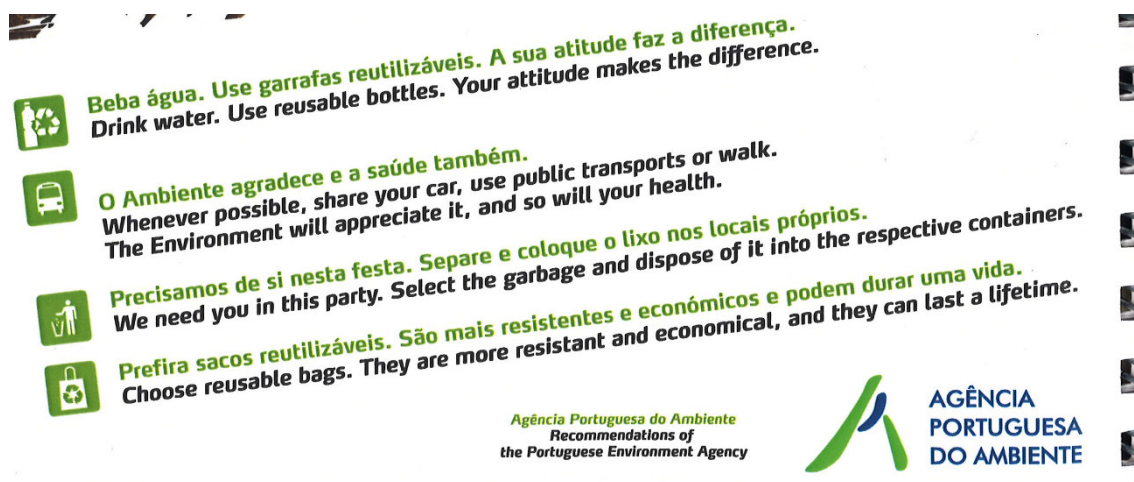 Beba água. Use garrafas reutilizáveis. A sua atitude faz a diferença.
Drink water. Use reusable bottles. Your attitude makes the difference.
O Ambiente agradece e a saúde também.
Whenever possible, share your car, use public transports or walk.
The Environment will appreciate it, and so will your health.
Precisamos de si nesta festa. Separe e coloque o lixo nos locais próprios.
We need you in this party. Select the garbage and dispose of it into the respective containers.
Prefira sacos reutilizáveis. São mais resistentes e económicos e podem durar uma vida.
Choose reusable bags. They are more resistant and economical, and they can last a lifetime.
Agência Portuguesa do Ambiente
Recommendations of
the Portuguese Environment Agency
AGÊNCIA
PORTUGUESA
DO AMBIENTE